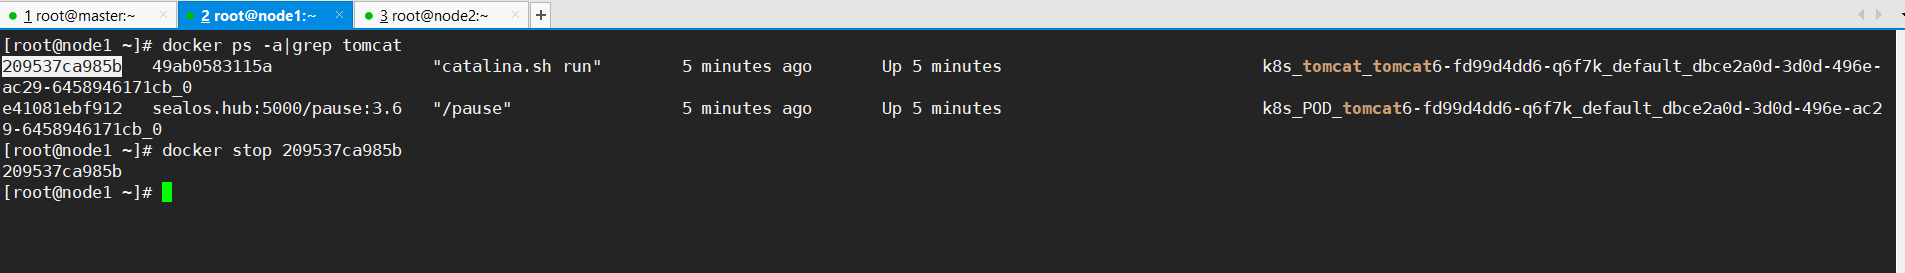 1 root@master:~ × 2 root@node1:~ × 3 root@node2:~ × +
[root@node1 ~]# docker ps -a|grep tomcat
209537ca985b   49ab0583115a                "catalina.sh run"        5 minutes ago       Up 5 minutes                          k8s_tomcat_tomcat6-fd99d4dd6-q6f7k_default_dbce2a0d-3d0d-496e-
ac29-6458946171cb_0
e41081ebf912   sealos.hub:5000/pause:3.6   "/pause"                 5 minutes ago       Up 5 minutes                          k8s_POD_tomcat6-fd99d4dd6-q6f7k_default_dbce2a0d-3d0d-496e-ac2
9-6458946171cb_0
[root@node1 ~]# docker stop 209537ca985b
209537ca985b
[root@node1 ~]#